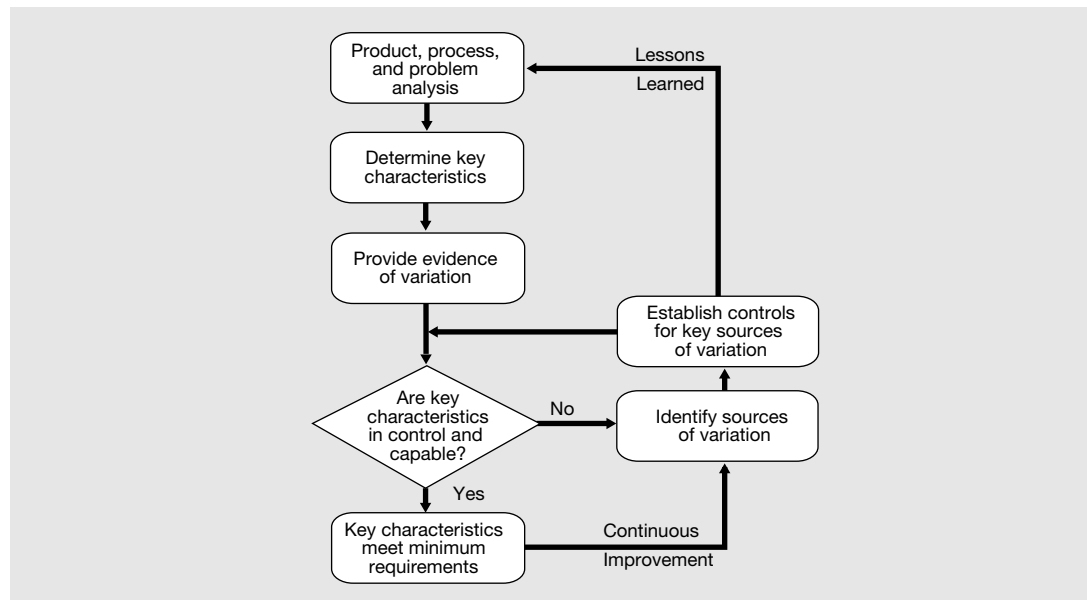 Product, process,
and problem
analysis
Lessons
Learned
Determine key
characteristics
Provide evidence
of variation
Establish controls
for key sources
of variation
Are key
characteristics
in control and
capable?
No
Identify sources
of variation
Yes
Key characteristics
meet minimum
requirements
Continuous
Improvement